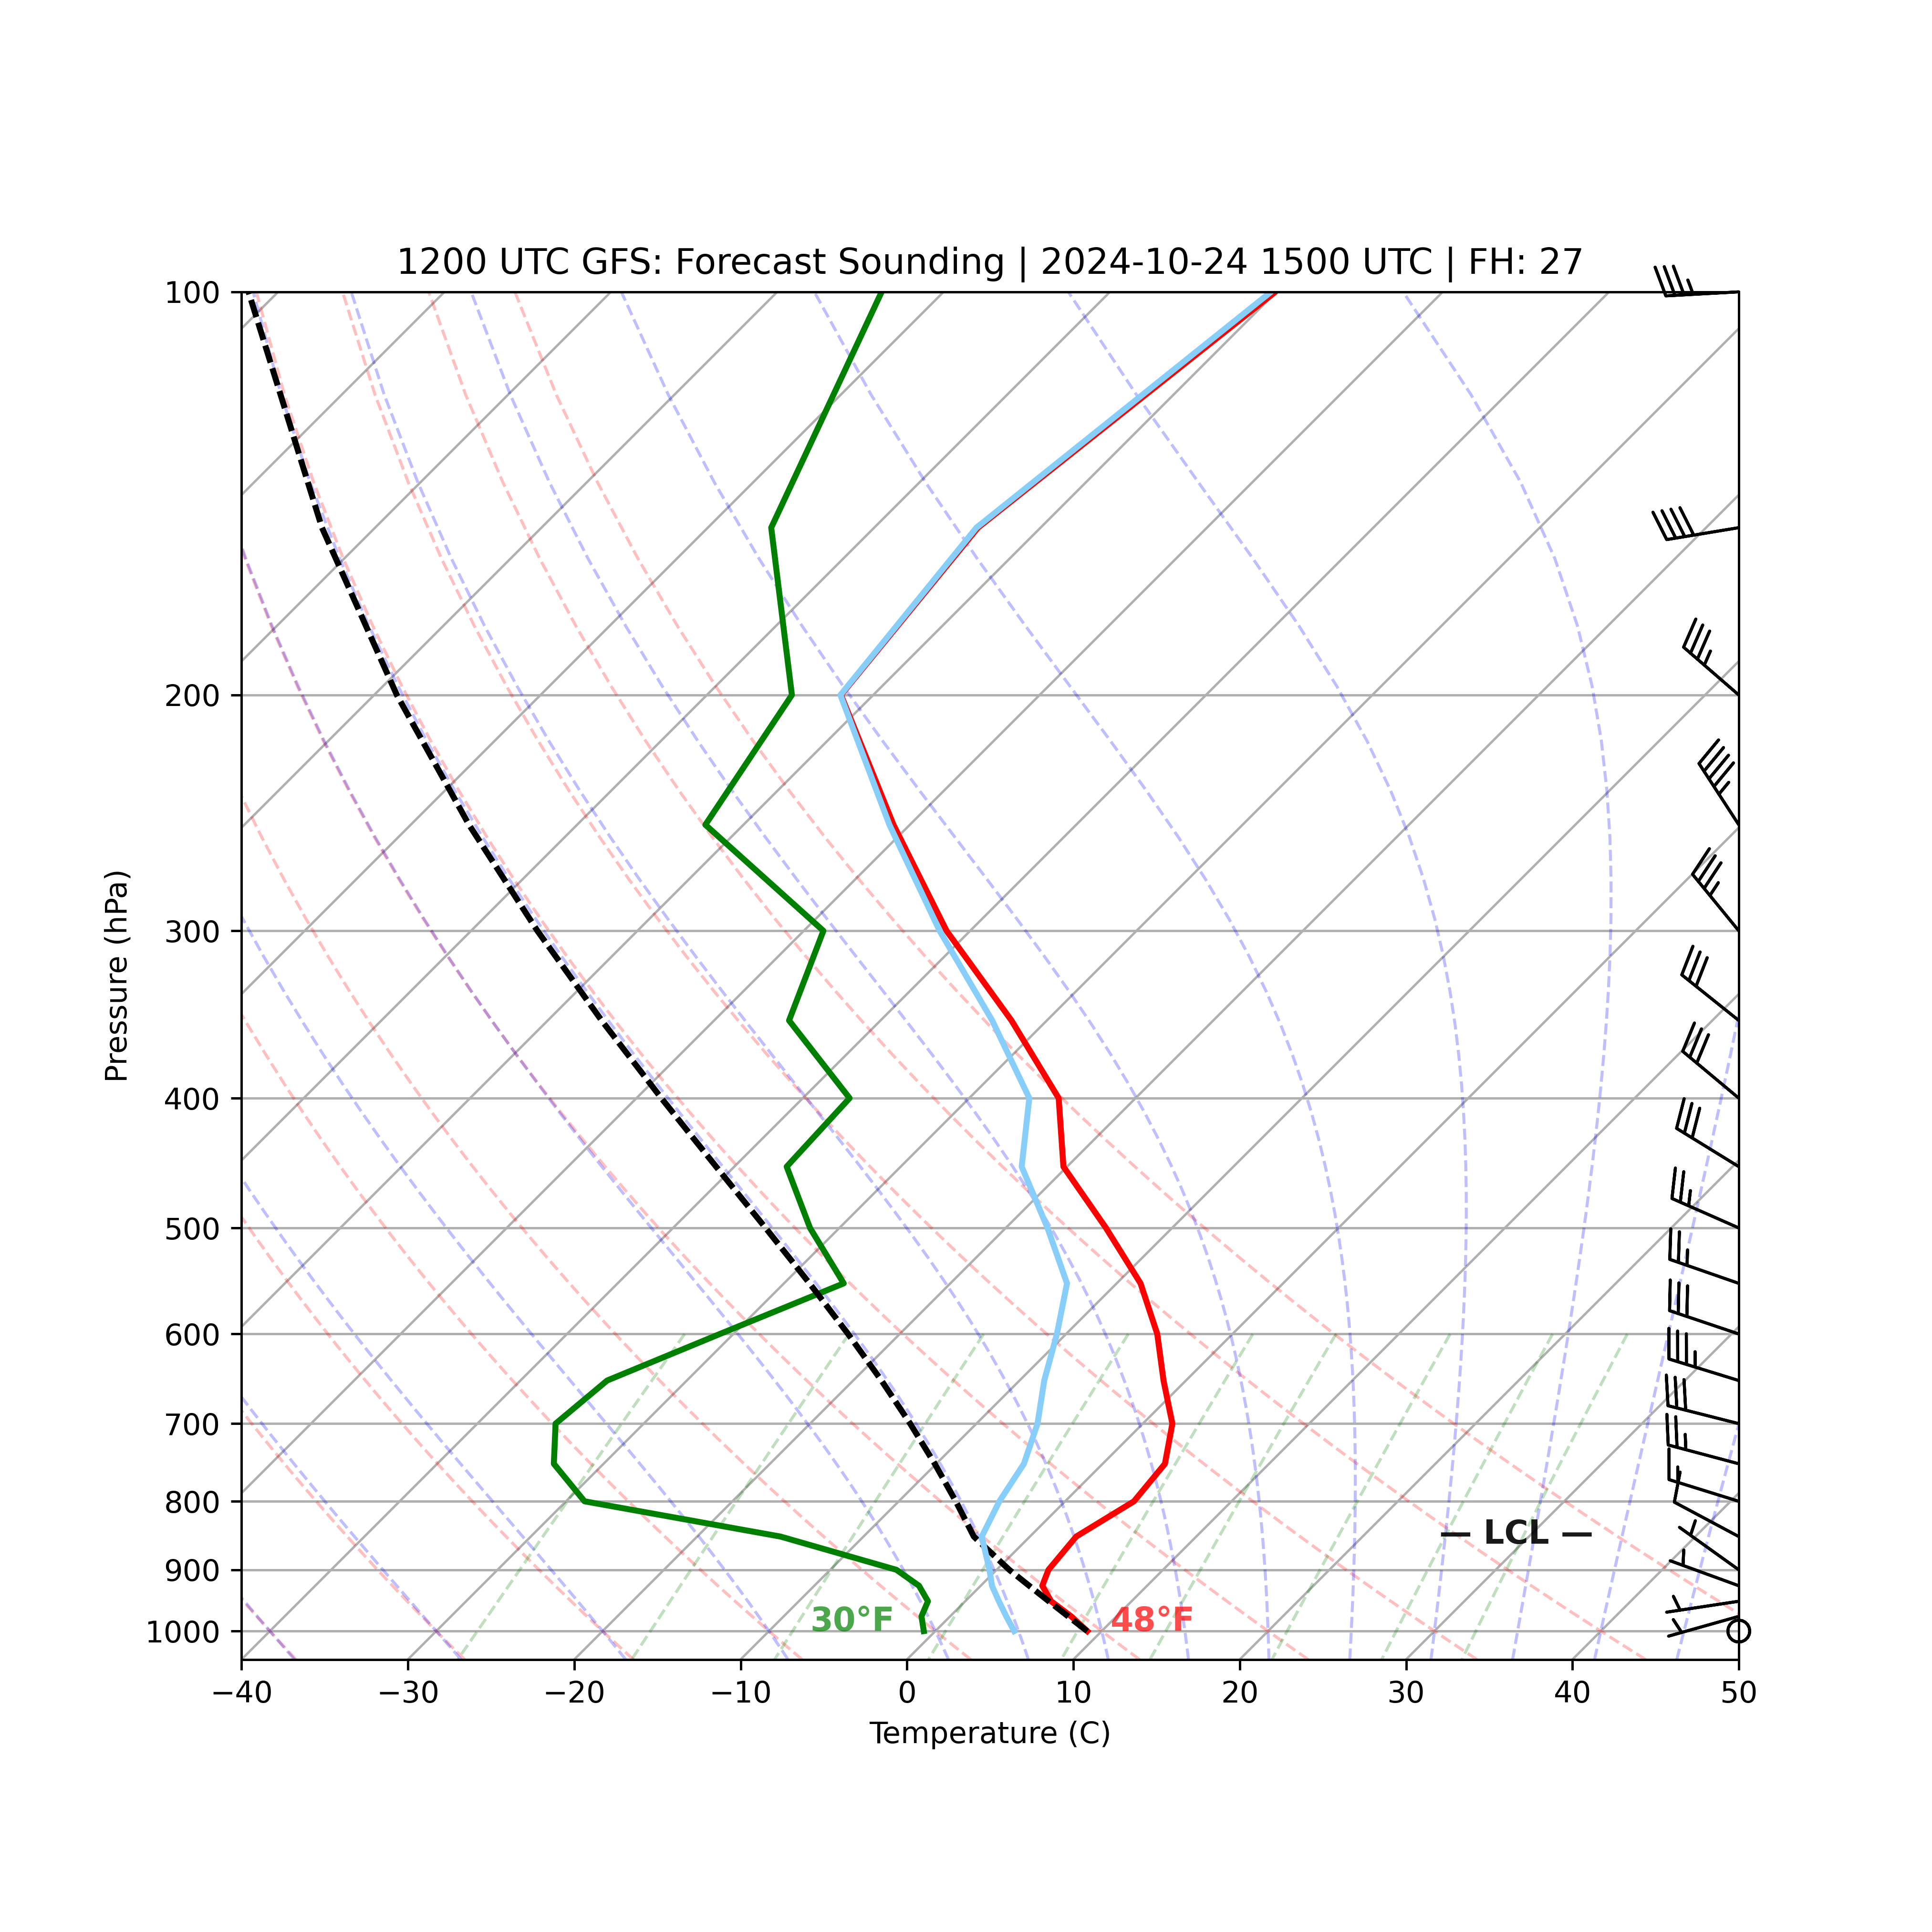 1200 UTC GFS: Forecast Sounding | 2024-10-24 1500 UTC | FH: 27
100
200
300
400
500
600
700
800
900
1000
Pressure (hPa)
— LCL —
30°F
48°F
−40 −30 −20 −10 0 10 20 30 40 50
Temperature (C)